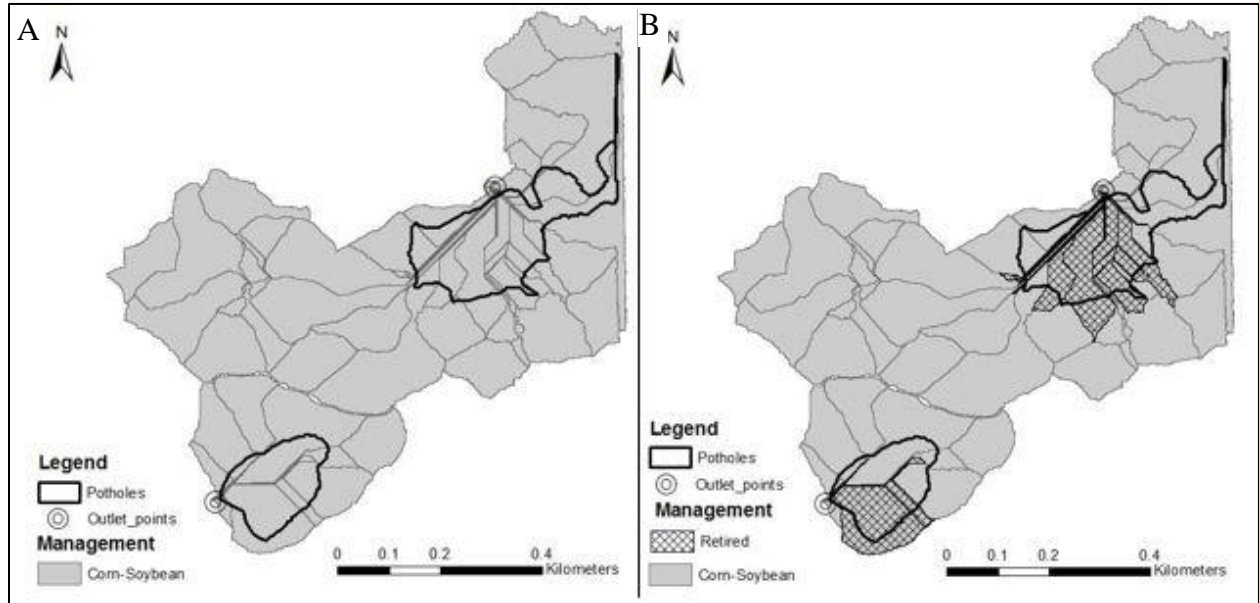 A
N
Legend
Potholes
Outlet_points
Management
Corn-Soybean
0 0.1 0.2 0.4
Kilometers
B
N
Legend
Potholes
Outlet_points
Management
Retired
Corn-Soybean
0 0.1 0.2 0.4
Kilometers